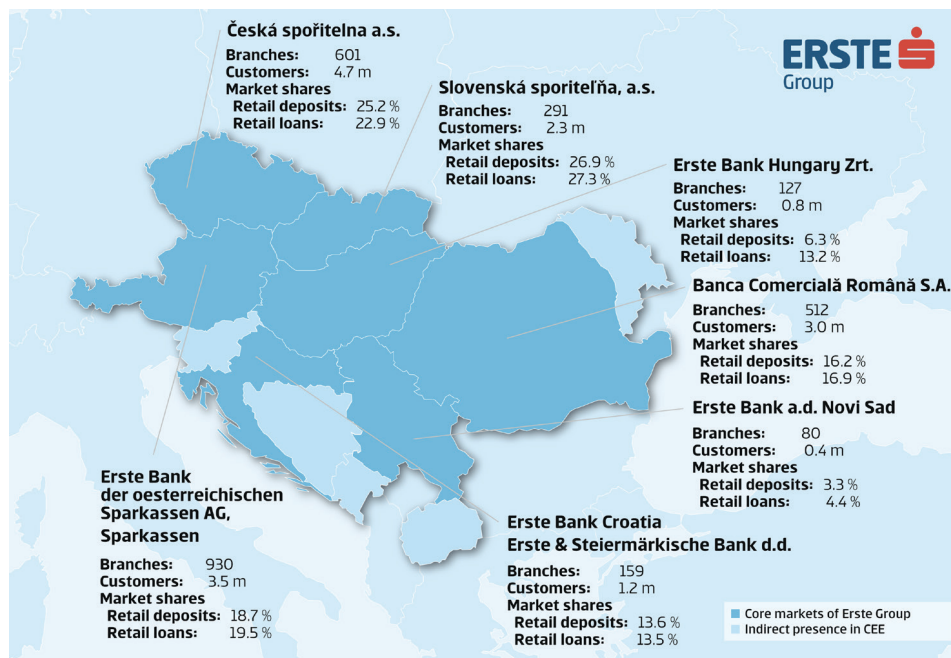 Česká spořitelna a.s.
Branches: 601
Customers: 4.7 m
Market shares
Retail deposits: 25.2 %
Retail loans: 22.9 %
ERSTE
Group
Slovenská sporiteľňa, a.s.
Branches: 291
Customers: 2.3 m
Market shares
Retail deposits: 26.9 %
Retail loans: 27.3 %
Erste Bank Hungary Zrt.
Branches: 127
Customers: 0.8 m
Market shares
Retail deposits: 6.3 %
Retail loans: 13.2 %
Banca Comercială Română S.A.
Branches: 512
Customers: 3.0 m
Market shares
Retail deposits: 16.2 %
Retail loans: 16.9 %
Erste Bank a.d. Novi Sad
Branches: 80
Customers: 0.4 m
Market shares
Retail deposits: 3.3 %
Retail loans: 4.4 %
Erste Bank
der oesterreichischen
Sparkassen AG,
Sparkassen
Branches: 930
Customers: 3.5 m
Market shares
Retail deposits: 18.7 %
Retail loans: 19.5 %
Erste Bank Croatia
Erste & Steiermärkische Bank d.d.
Branches: 159
Customers: 1.2 m
Market shares
Retail deposits: 13.6 %
Retail loans: 13.5 %
Core markets of Erste Group
Indirect presence in CEE